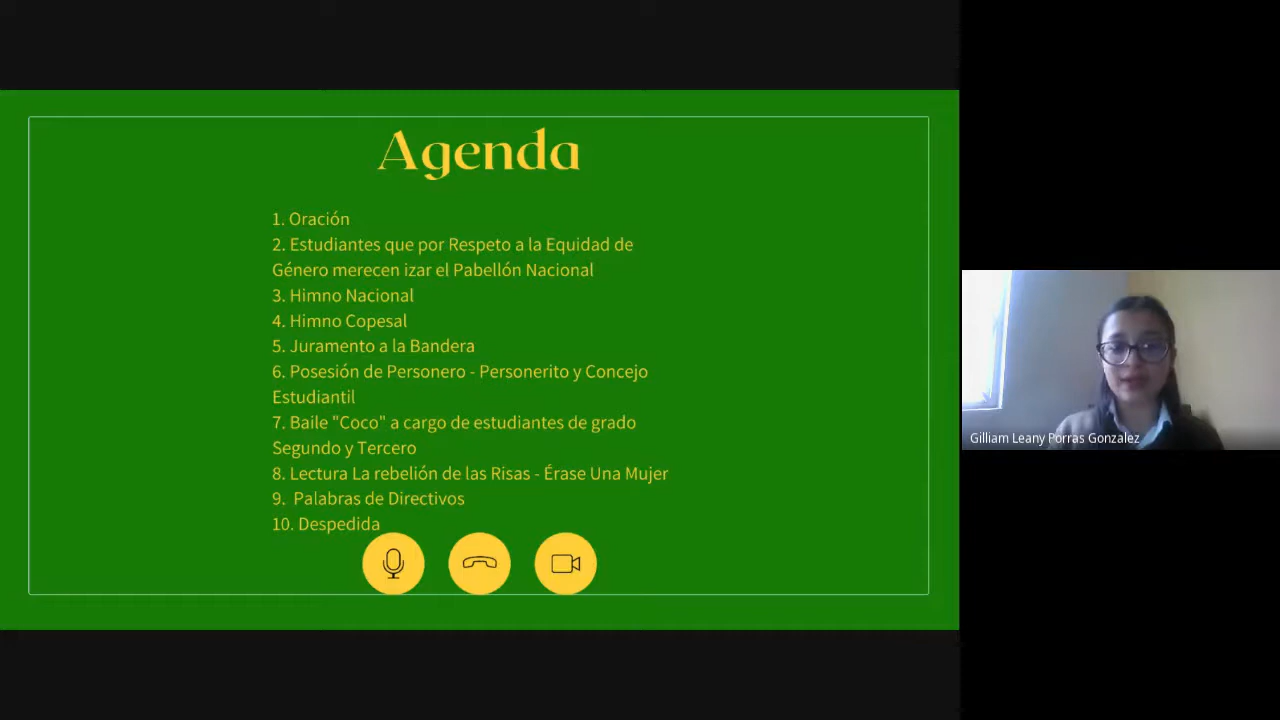 Agenda
1. Oración
2. Estudiantes que por Respeto a la Equidad de
Género merecen izar el Pabellón Nacional
3. Himno Nacional
4. Himno Copesal
5. Juramento a la Bandera
6. Posesión de Personero - Personerito y Concejo
Estudiantil
7. Baile "Coco" a cargo de estudiantes de grado
Segundo y Tercero
8. Lectura La rebelión de las Risas - Érase Una Mujer
9. Palabras de Directivos
10. Despedida
Gilliam Leany Porras Gonzalez